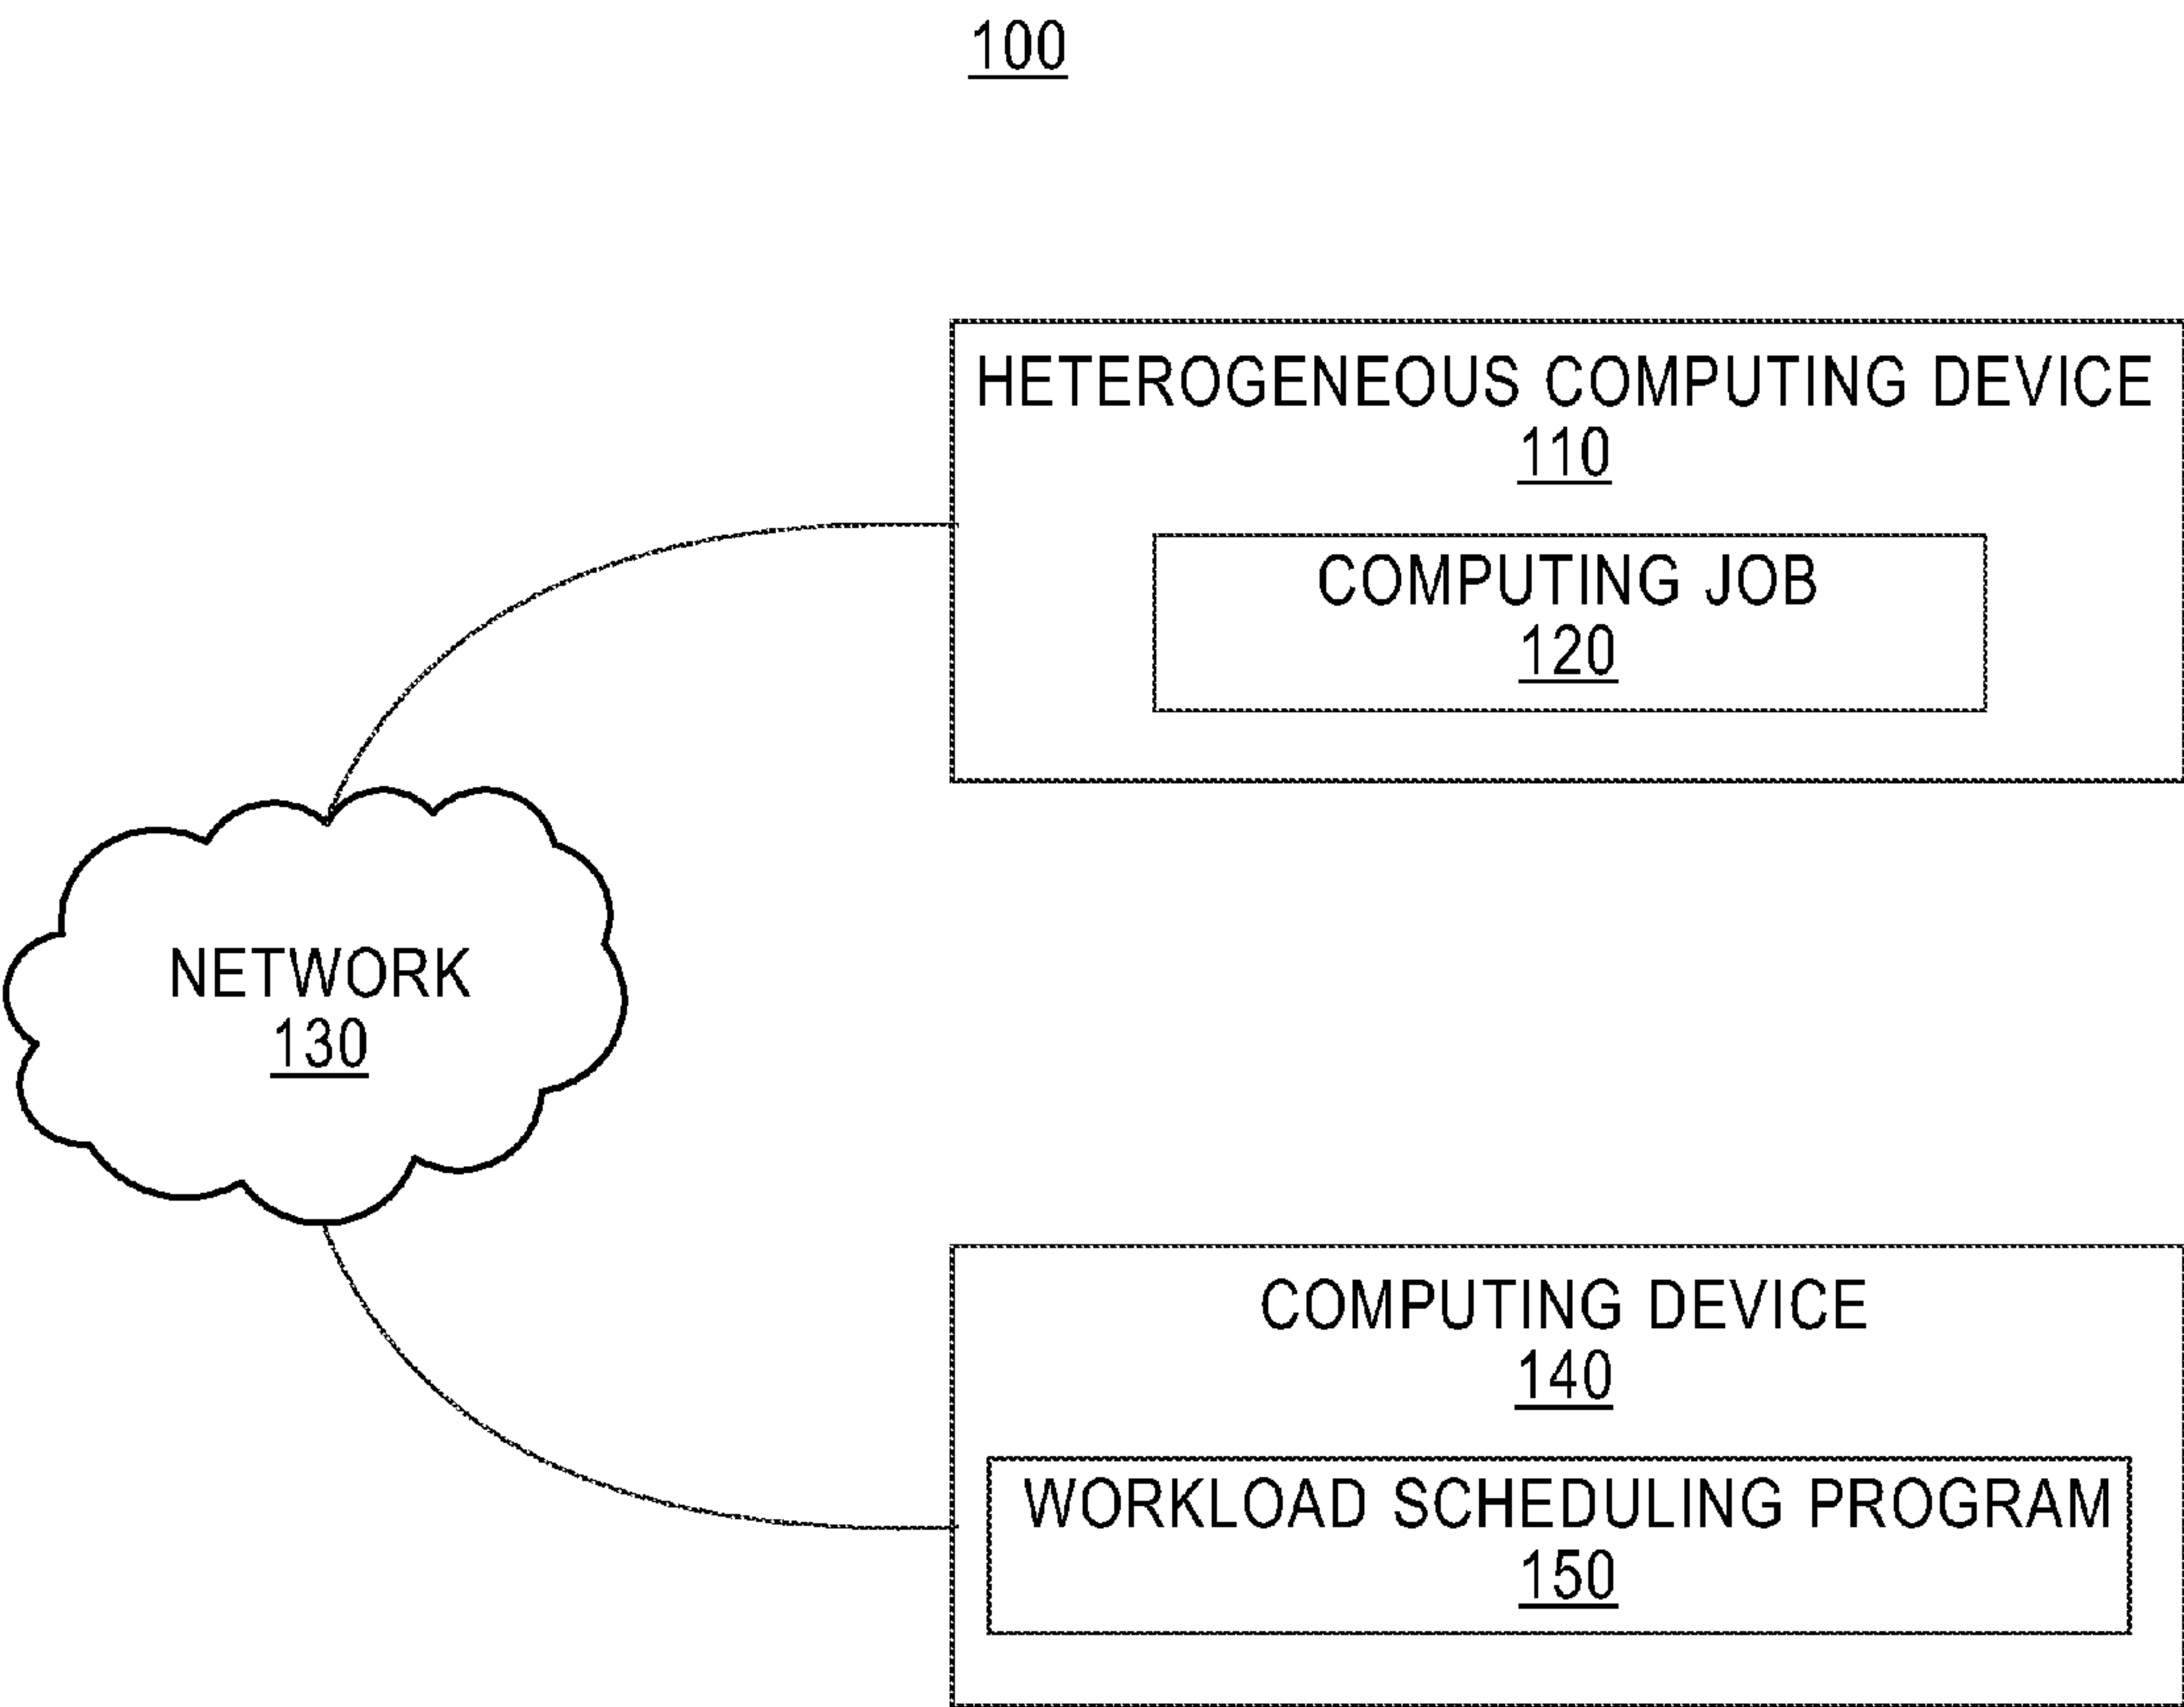 100
HETEROGENEOUS COMPUTING DEVICE
110
COMPUTING JOB
120
NETWORK
130
COMPUTING DEVICE
140
WORKLOAD SCHEDULING PROGRAM
150